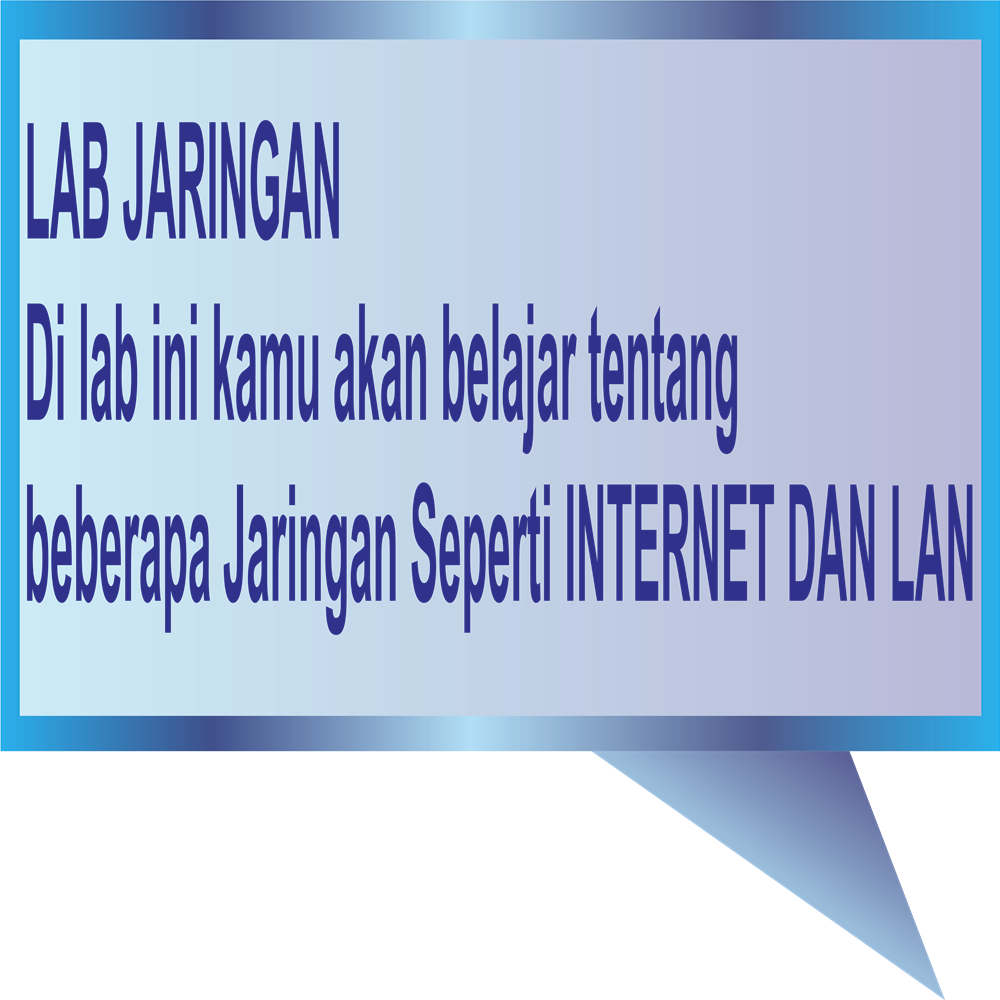 LAB JARINGAN
Di lab ini kamu akan belajar tentang
beberapa Jaringan Seperti INTERNET DAN LAN